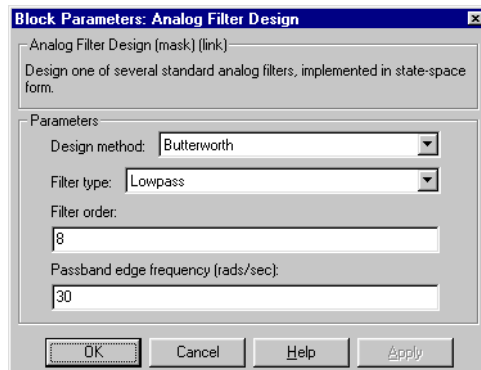 Block Parameters: Analog Filter Design
Analog Filter Design (mask) (link)
Design one of several standard analog filters, implemented in state-space
form.
Parameters
Design method: Butterworth
Filter type: Lowpass
Filter order:
8
Passband edge frequency (rads/sec):
30
OK Cancel Help Apply